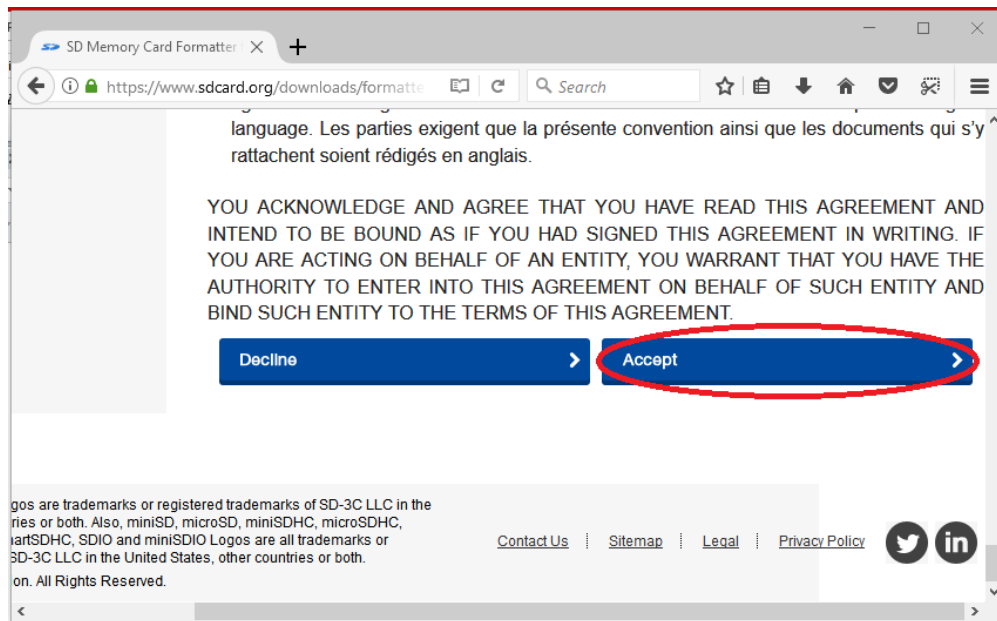 SD Memory Card Formatter
https://www.sdcard.org/downloads/formatte
Search
language. Les parties exigent que la présente convention ainsi que les documents qui s'y
rattachent soient rédigés en anglais.
YOU ACKNOWLEDGE AND AGREE THAT YOU HAVE READ THIS AGREEMENT AND
INTEND TO BE BOUND AS IF YOU HAD SIGNED THIS AGREEMENT IN WRITING. IF
YOU ARE ACTING ON BEHALF OF AN ENTITY, YOU WARRANT THAT YOU HAVE THE
AUTHORITY TO ENTER INTO THIS AGREEMENT ON BEHALF OF SUCH ENTITY AND
BIND SUCH ENTITY TO THE TERMS OF THIS AGREEMENT.
Decline
Accept
gos are trademarks or registered trademarks of SD-3C LLC in the
ries or both. Also, miniSD, microSD, miniSDHC, microSDHC,
artSDHC, SDIO and miniSDIO Logos are all trademarks or
SD-3C LLC in the United States, other countries or both.
on. All Rights Reserved.
Contact Us
Sitemap
Legal
Privacy Policy
in